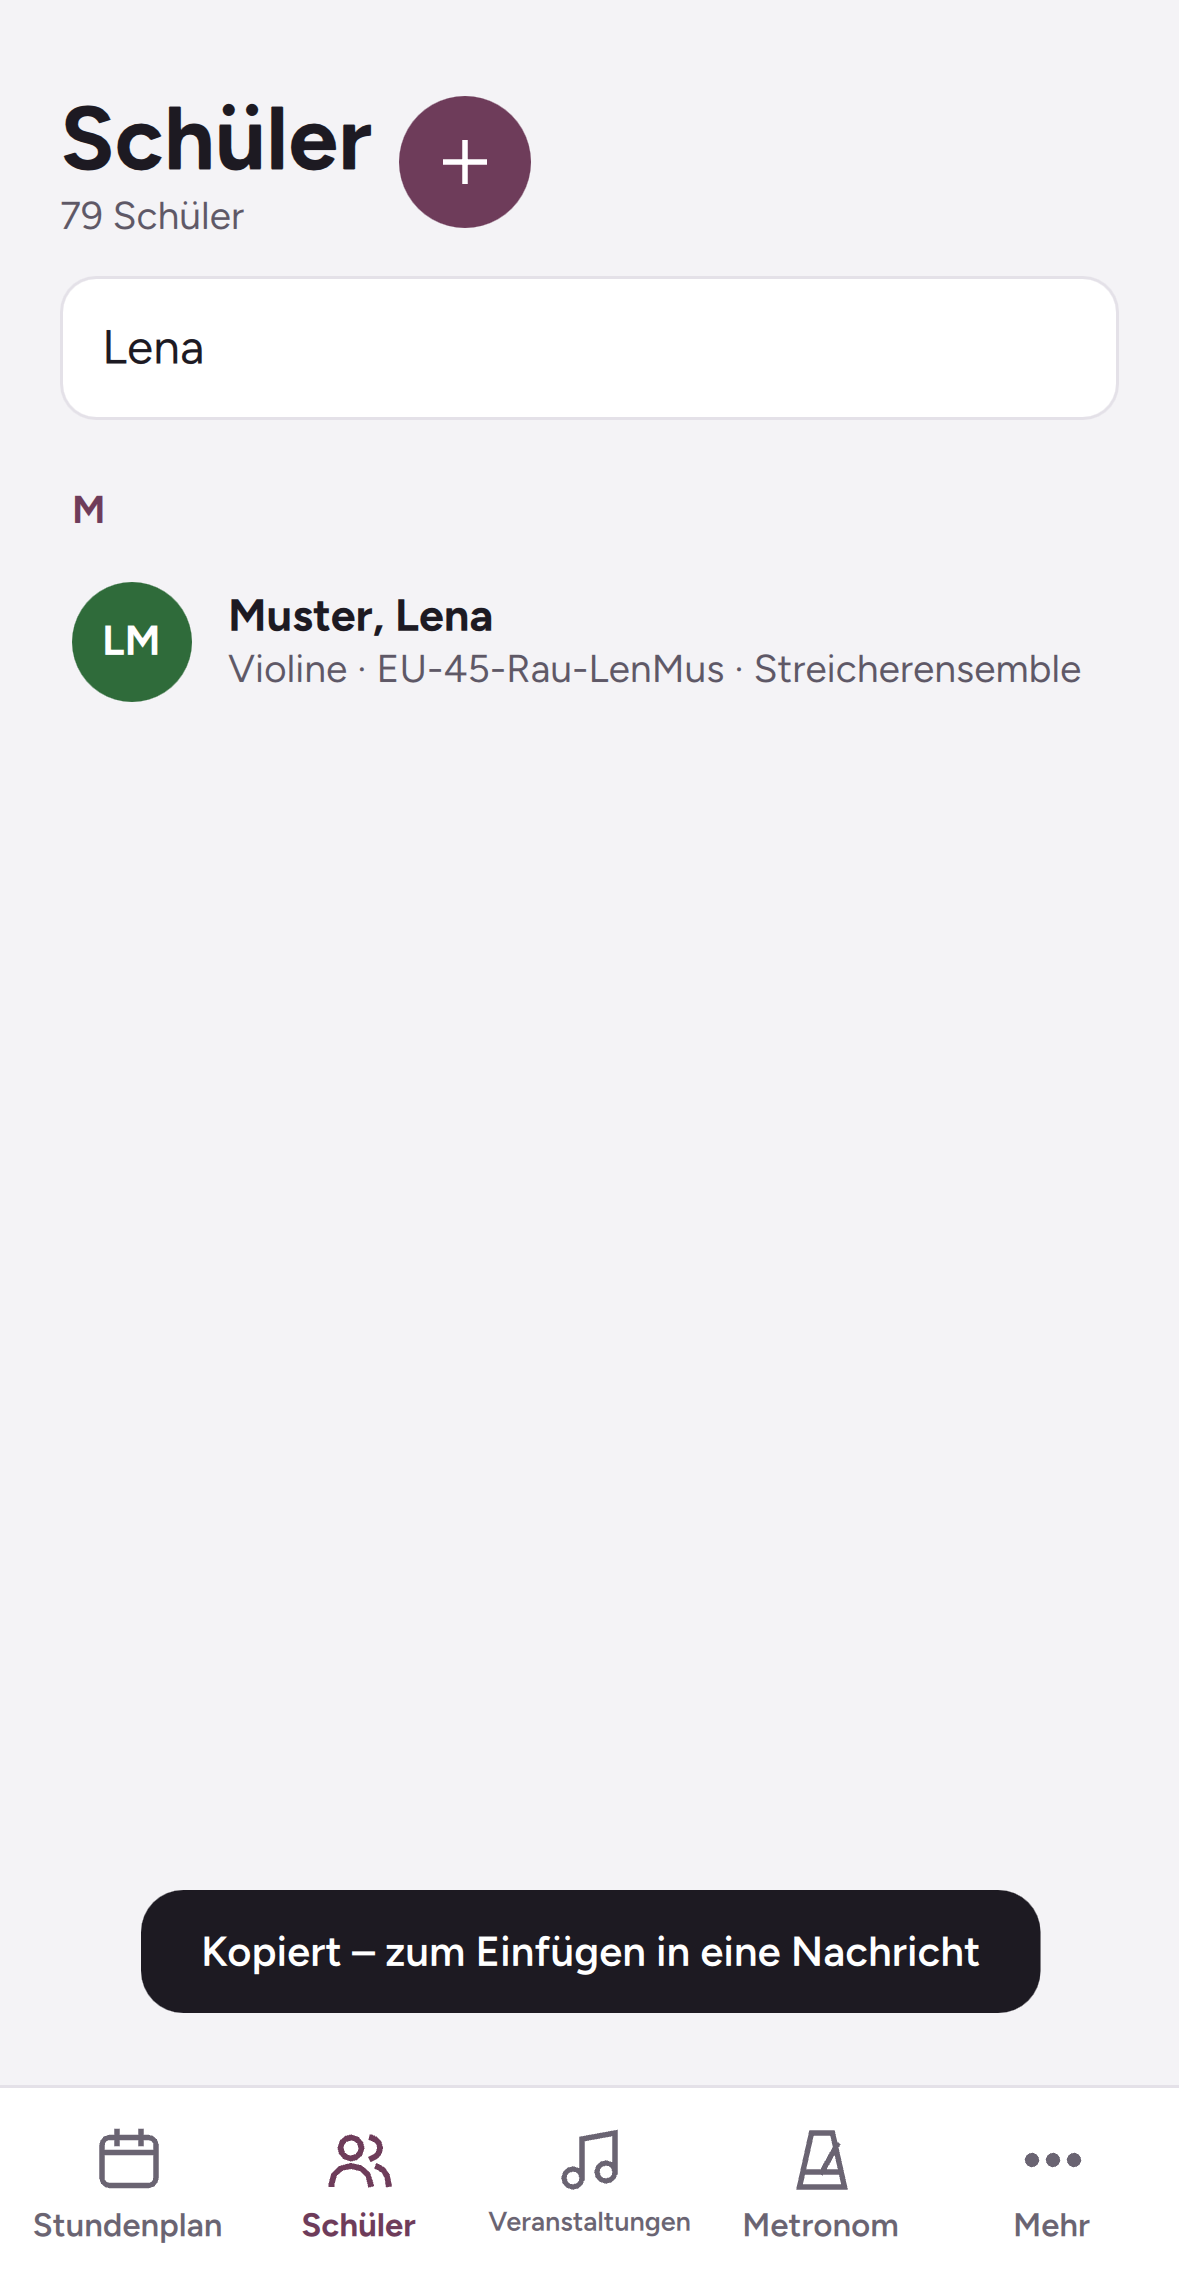 Schüler
79 Schüler
Lena
M
LM
Muster, Lena
Violine · EU-45-Rau-LenMus · Streicherensemble
Kopiert – zum Einfügen in eine Nachricht
Stundenplan
Schüler
Veranstaltungen
Metronom
Mehr